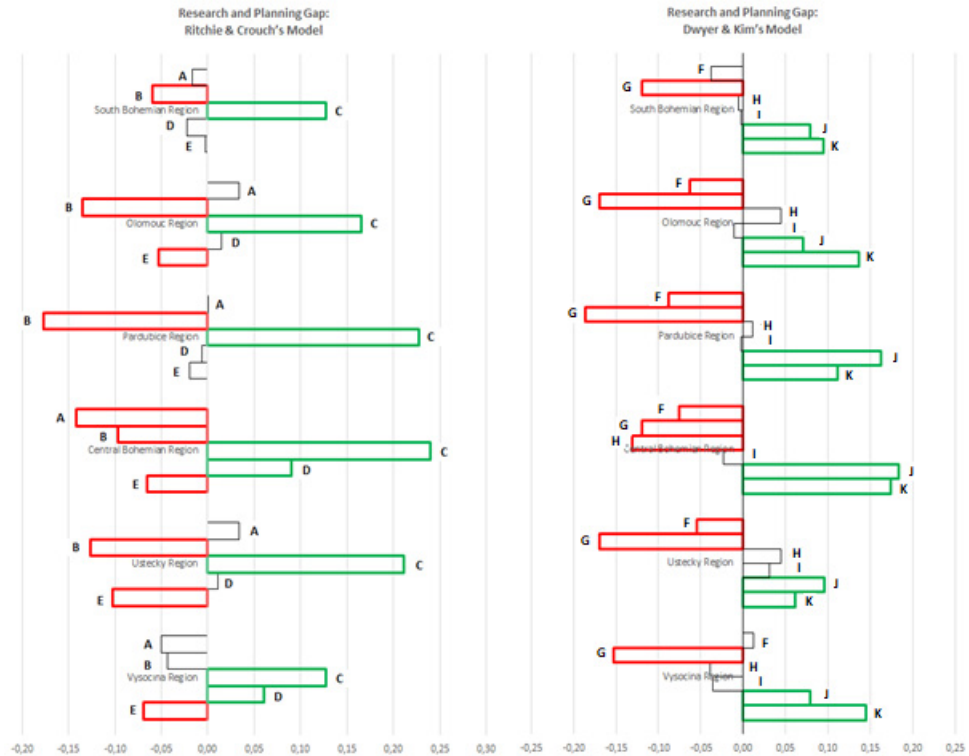 Research and Planning Gap:
Ritchie & Crouch's Model
A
B
South Bohemian Region
C
D
E
A
B
Olomouc Region
C
D
E
A
B
Pardubice Region
C
D
E
A
B
Central Bohemian Region
C
D
E
A
B
Ustecky Region
C
D
E
A
B
Vysocina Region
C
D
E
-0,20 -0,15 -0,10 -0,05 0,00 0,05 0,10 0,15 0,20 0,25 0,30
Research and Planning Gap:
Dwyer & Kim's Model
F
G
H
South Bohemian Region
I
J
K
F
G
H
Olomouc Region
I
J
K
F
G
H
Pardubice Region
I
J
K
F
G
H
Central Bohemian Region
I
J
K
F
G
H
Ustecky Region
I
J
K
F
G
H
Vysocina Region
I
J
K
-0,20 -0,15 -0,10 -0,05 0,00 0,05 0,10 0,15 0,20